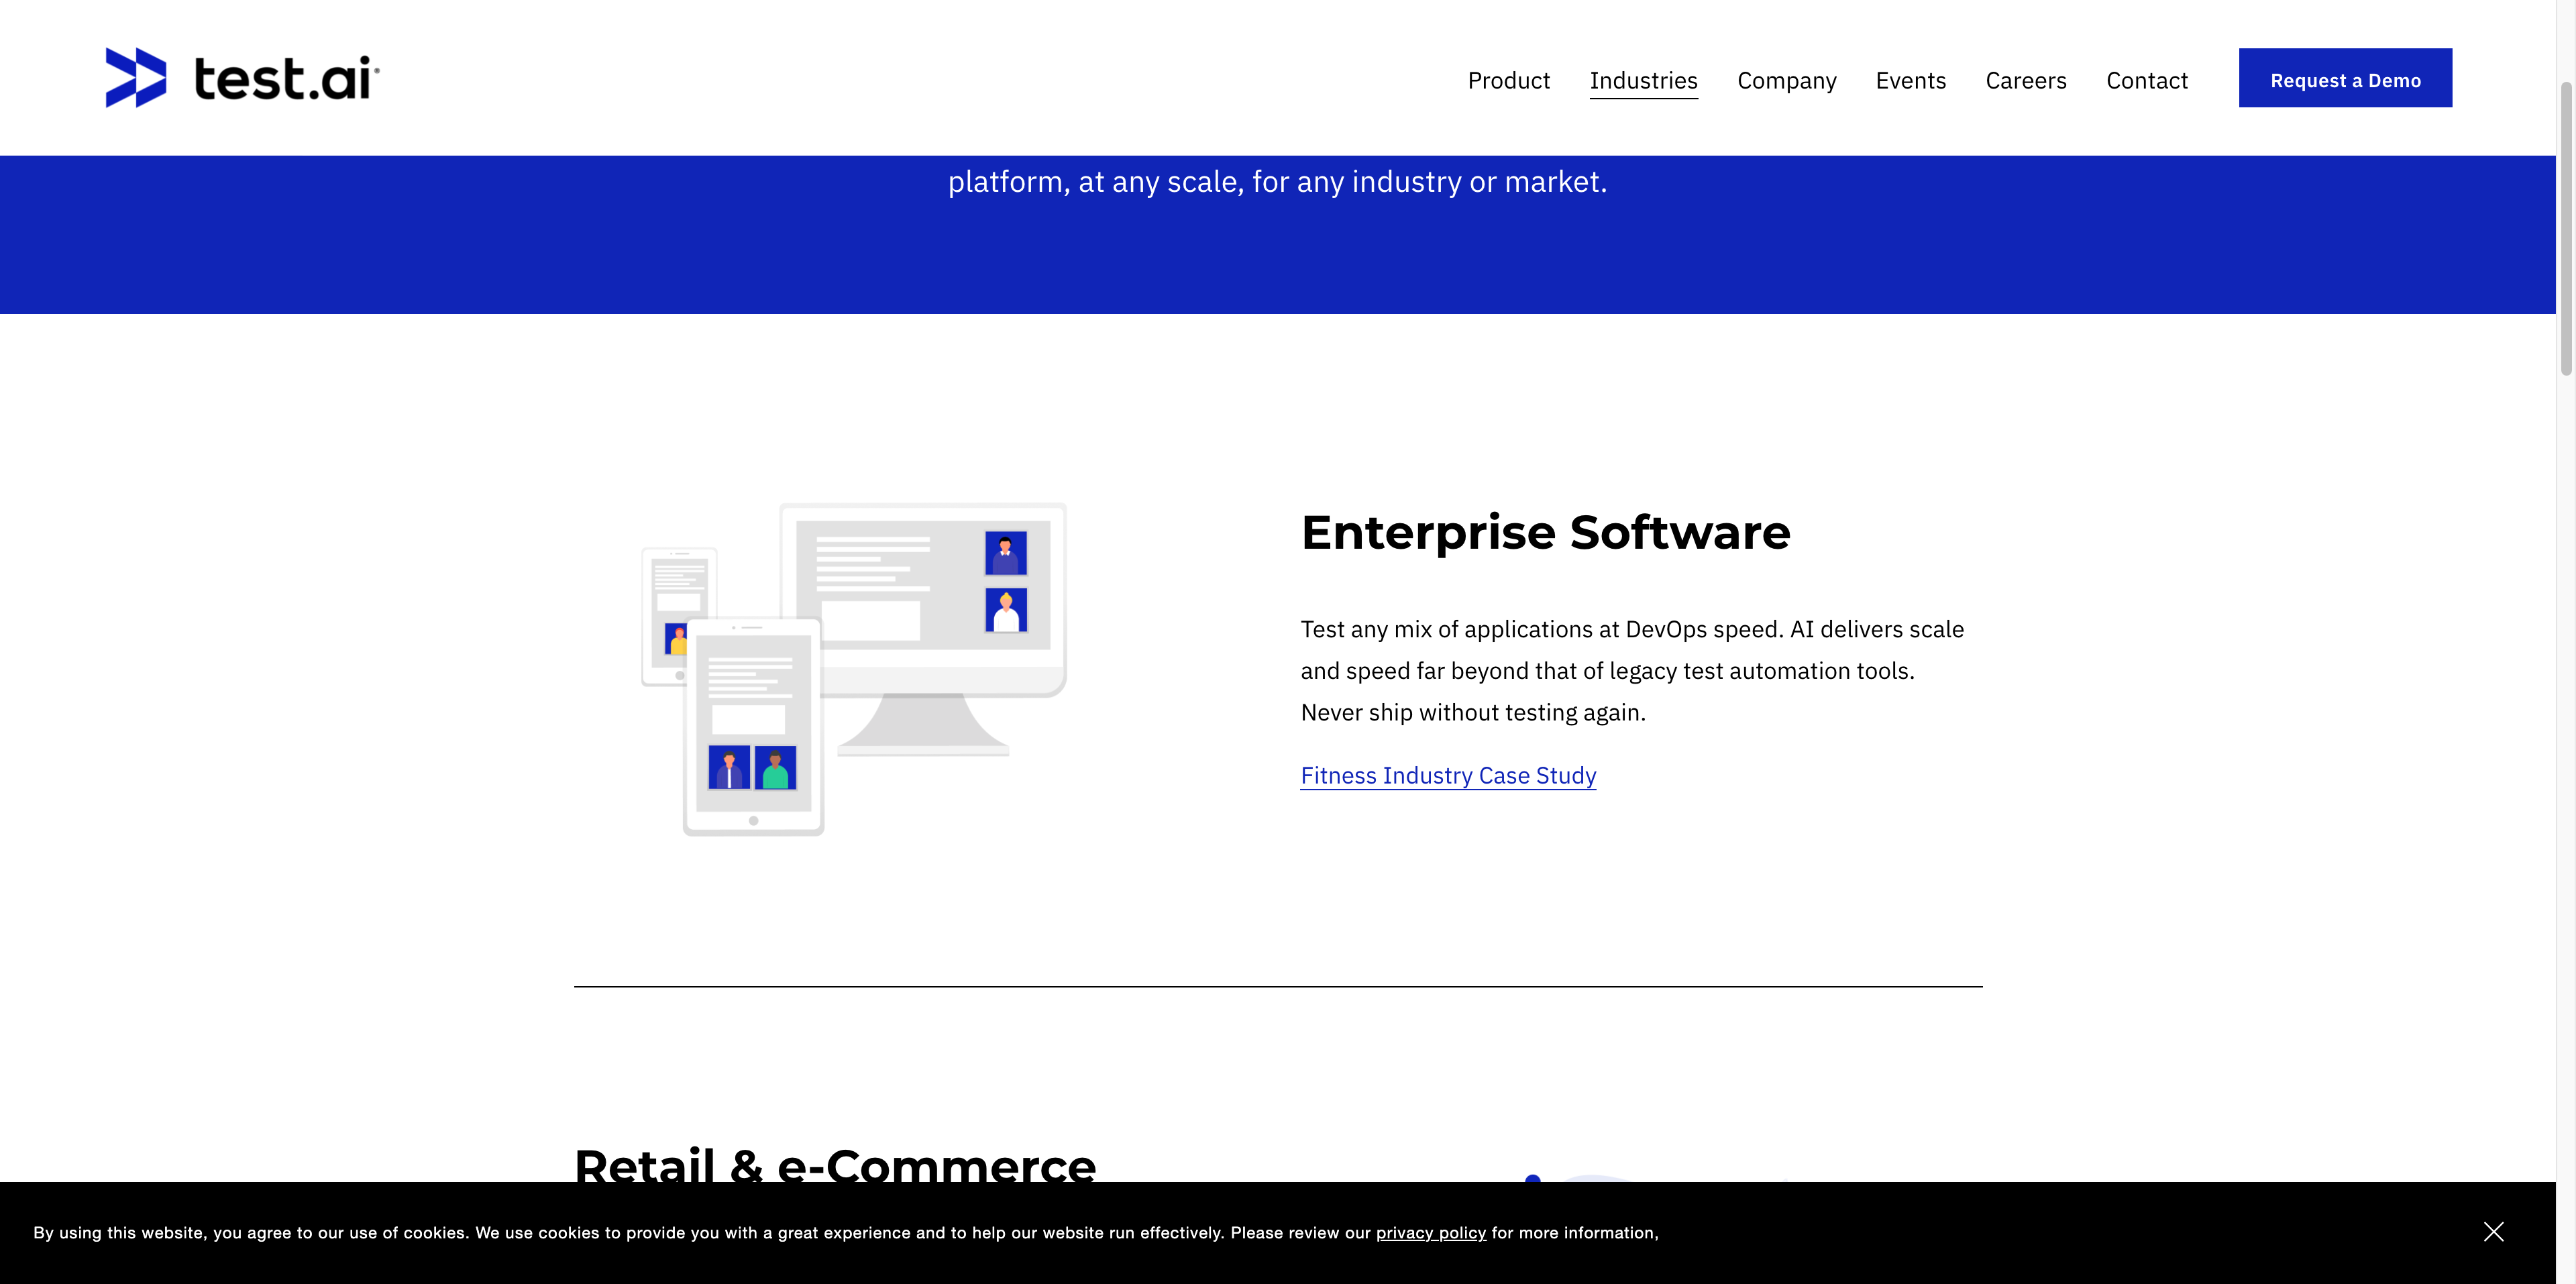 test.ai
Product Industries Company Events Careers Contact Request a Demo
platform, at any scale, for any industry or market.
Enterprise Software
Test any mix of applications at DevOps speed. AI delivers scale
and speed far beyond that of legacy test automation tools.
Never ship without testing again.
Fitness Industry Case Study
Retail & e-Commerce
By using this website, you agree to our use of cookies. We use cookies to provide you with a great experience and to help our website run effectively. Please review our privacy policy for more information,